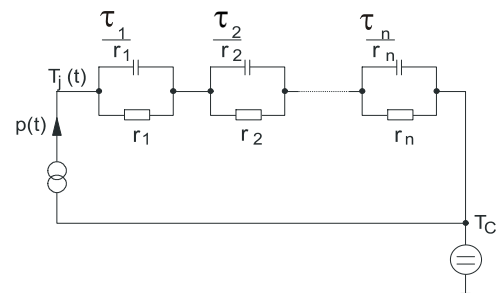 τ1 τ2 τn
r1 r2 rn
Tj(t)
r1 r2 rn
p(t)
TC